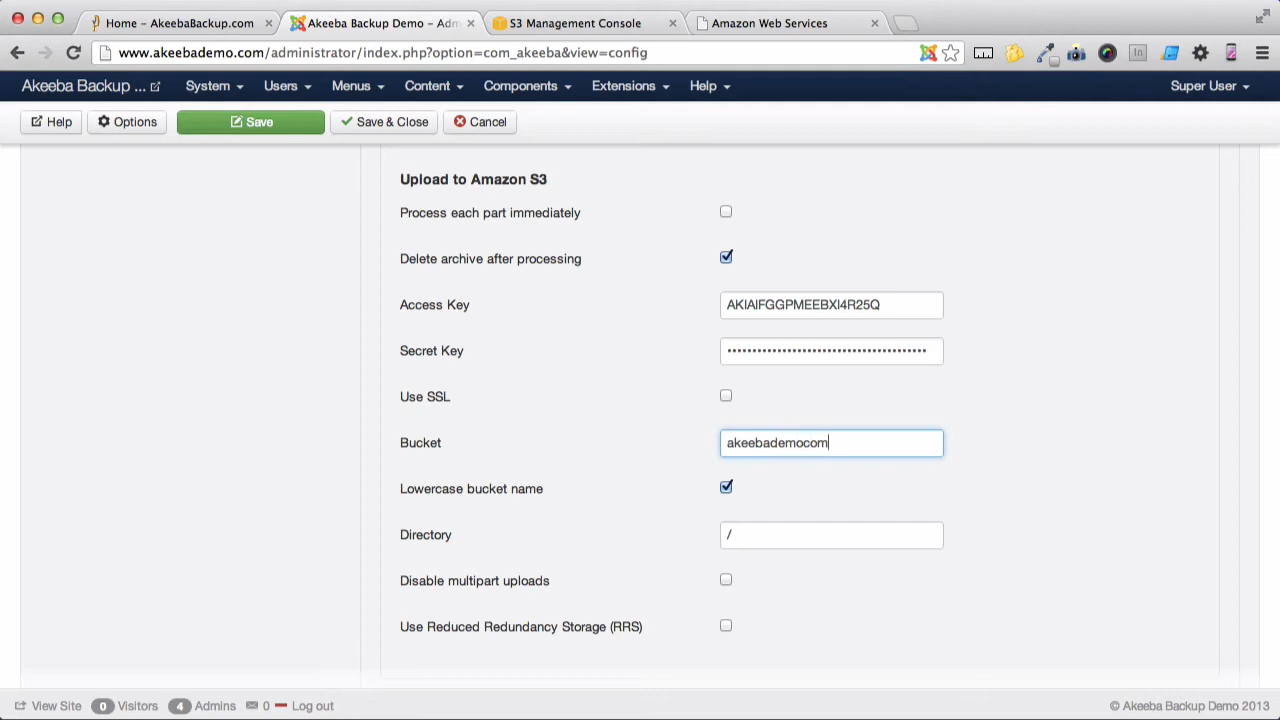 Home – AkeebaBackup.com
Akeeba Backup Demo – Adm
S3 Management Console
Amazon Web Services
www.akeebademo.com/administrator/index.php?option=com_akeeba&view=config
Akeeba Backup ... System Users Menus Content Components Extensions Help Super User
Help Options Save Save & Close Cancel
Upload to Amazon S3
Process each part immediately
Delete archive after processing
Access Key AKIAIFGGPMEEBXI4R25Q
Secret Key ••••••••••••••••••••••••••••••••••••••••
Use SSL
Bucket akeebademocom
Lowercase bucket name
Directory /
Disable multipart uploads
Use Reduced Redundancy Storage (RRS)
View Site 0 Visitors 4 Admins 0 Log out © Akeeba Backup Demo 2013